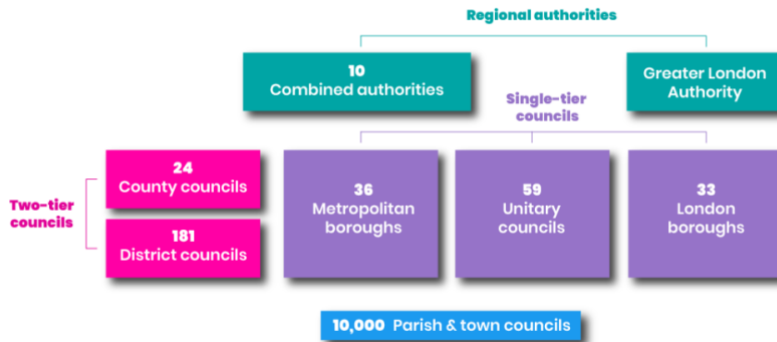 Regional authorities
10
Combined authorities
Greater London
Authority
Single-tier
councils
Two-tier
councils
24
County councils
181
District councils
36
Metropolitan
boroughs
59
Unitary
councils
33
London
boroughs
10,000 Parish & town councils